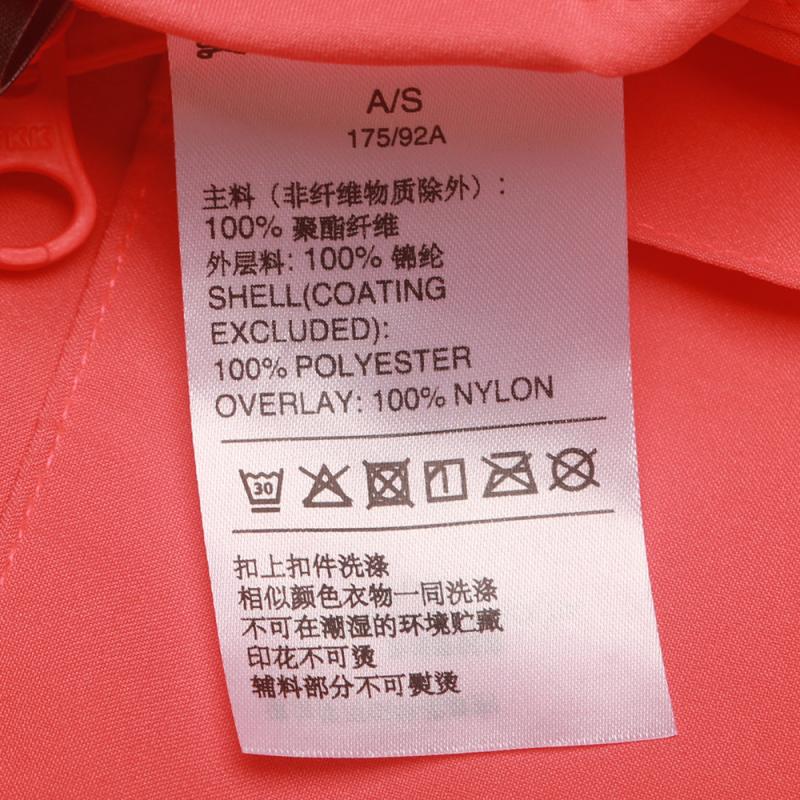 A/S
175/92A
主料（非纤维物质除外）：
100% 聚酯纤维
外层料: 100% 锦纶
SHELL(COATING
EXCLUDED):
100% POLYESTER
OVERLAY: 100% NYLON
30
扣上扣件洗涤
相似颜色衣物一同洗涤
不可在潮湿的环境贮藏
印花不可烫
辅料部分不可熨烫